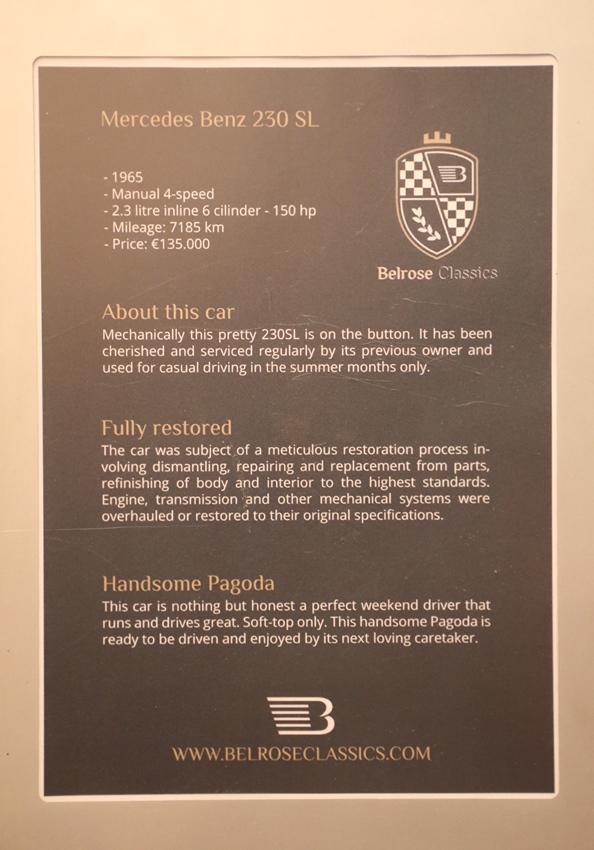 Mercedes Benz 230 SL
- 1965
- Manual 4-speed
- 2.3 litre inline 6 cilinder - 150 hp
- Mileage: 7185 km
- Price: €135.000
B
Belrose Classics
About this car
Mechanically this pretty 230SL is on the button. It has been
cherished and serviced regularly by its previous owner and
used for casual driving in the summer months only.
Fully restored
The car was subject of a meticulous restoration process in-
volving dismantling, repairing and replacement from parts,
refinishing of body and interior to the highest standards.
Engine, transmission and other mechanical systems were
overhauled or restored to their original specifications.
Handsome Pagoda
This car is nothing but honest a perfect weekend driver that
runs and drives great. Soft-top only. This handsome Pagoda is
ready to be driven and enjoyed by its next loving caretaker.
B
WWW.BELROSECLASSICS.COM